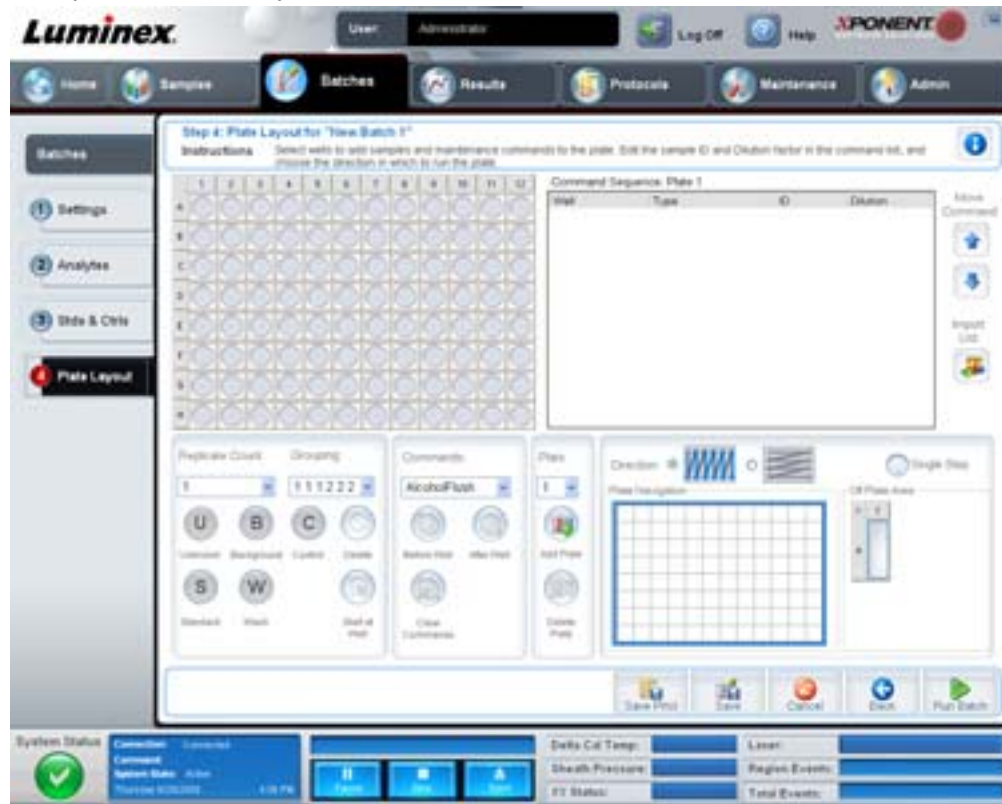 Luminex.
User:
Administrator
Log Off
Help
XPONENT
Home
Samples
Batches
Results
Protocols
Maintenance
Admin
Batches
Step 4: Plate Layout for "New Batch 1"
Instructions Select wells to add samples and maintenance commands to the plate. Edit the sample ID and Dilution factor in the command list, and
choose the direction in which to run the plate.
1 Settings
2 Analytes
3 Stds & Ctrls
4 Plate Layout
1 2 3 4 5 6 7 8 9 10 11 12
A
B
C
D
E
F
G
H
Command Sequence: Plate 1
Well Type ID Dilution
Move
Command
Import
List
Replicate Count
Grouping
1
1 1 1 2 2 2
U B C
Unknown Background Control Delete
S W
Standard Wash Start at
Well
Commands
AlcoholFlush
Before Well After Well
Clear
Commands
Plate
1
Add Plate
Delete
Plate
Direction
Single Step
Plate Navigation
Off Plate Area
Save Prtcl
Save
Cancel
Back
Run Batch
System Status
Connection: Connected
Command:
System State: Active
Pause
Stop
Eject
Delta Cal Temp:
Sheath Pressure:
XY Status:
Laser:
Region Events:
Total Events: